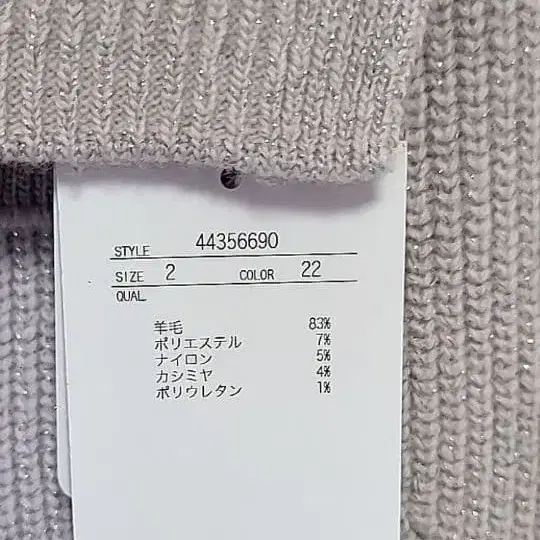 STYLE 44356690
SIZE 2 COLOR 22
QUAL
羊毛 83%
ポリエステル 7%
ナイロン 5%
カシミヤ 4%
ポリウレタン 1%